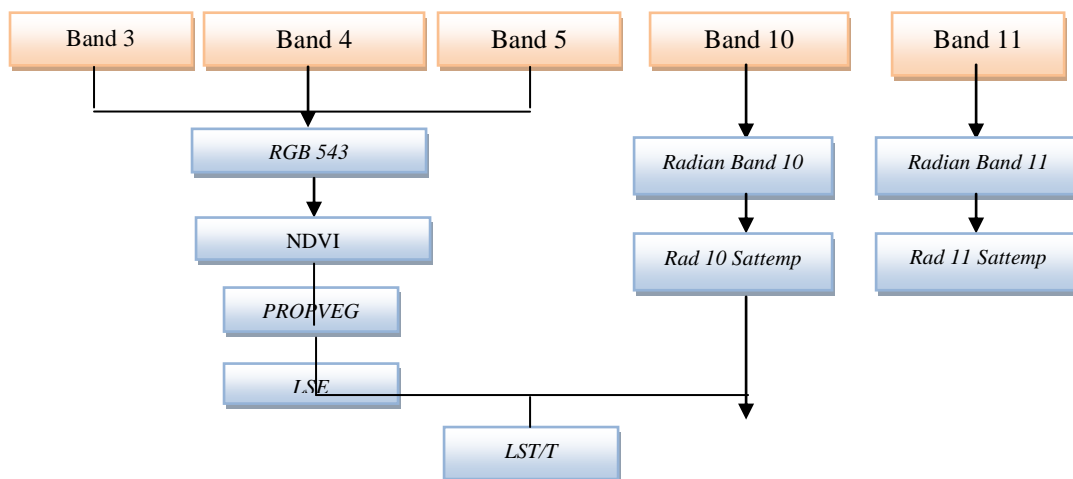 Band 3
Band 4
Band 5
Band 10
Band 11
RGB 543
Radian Band 10
Radian Band 11
NDVI
Rad 10 Sattemp
Rad 11 Sattemp
PROPVEG
LSE
LST/T